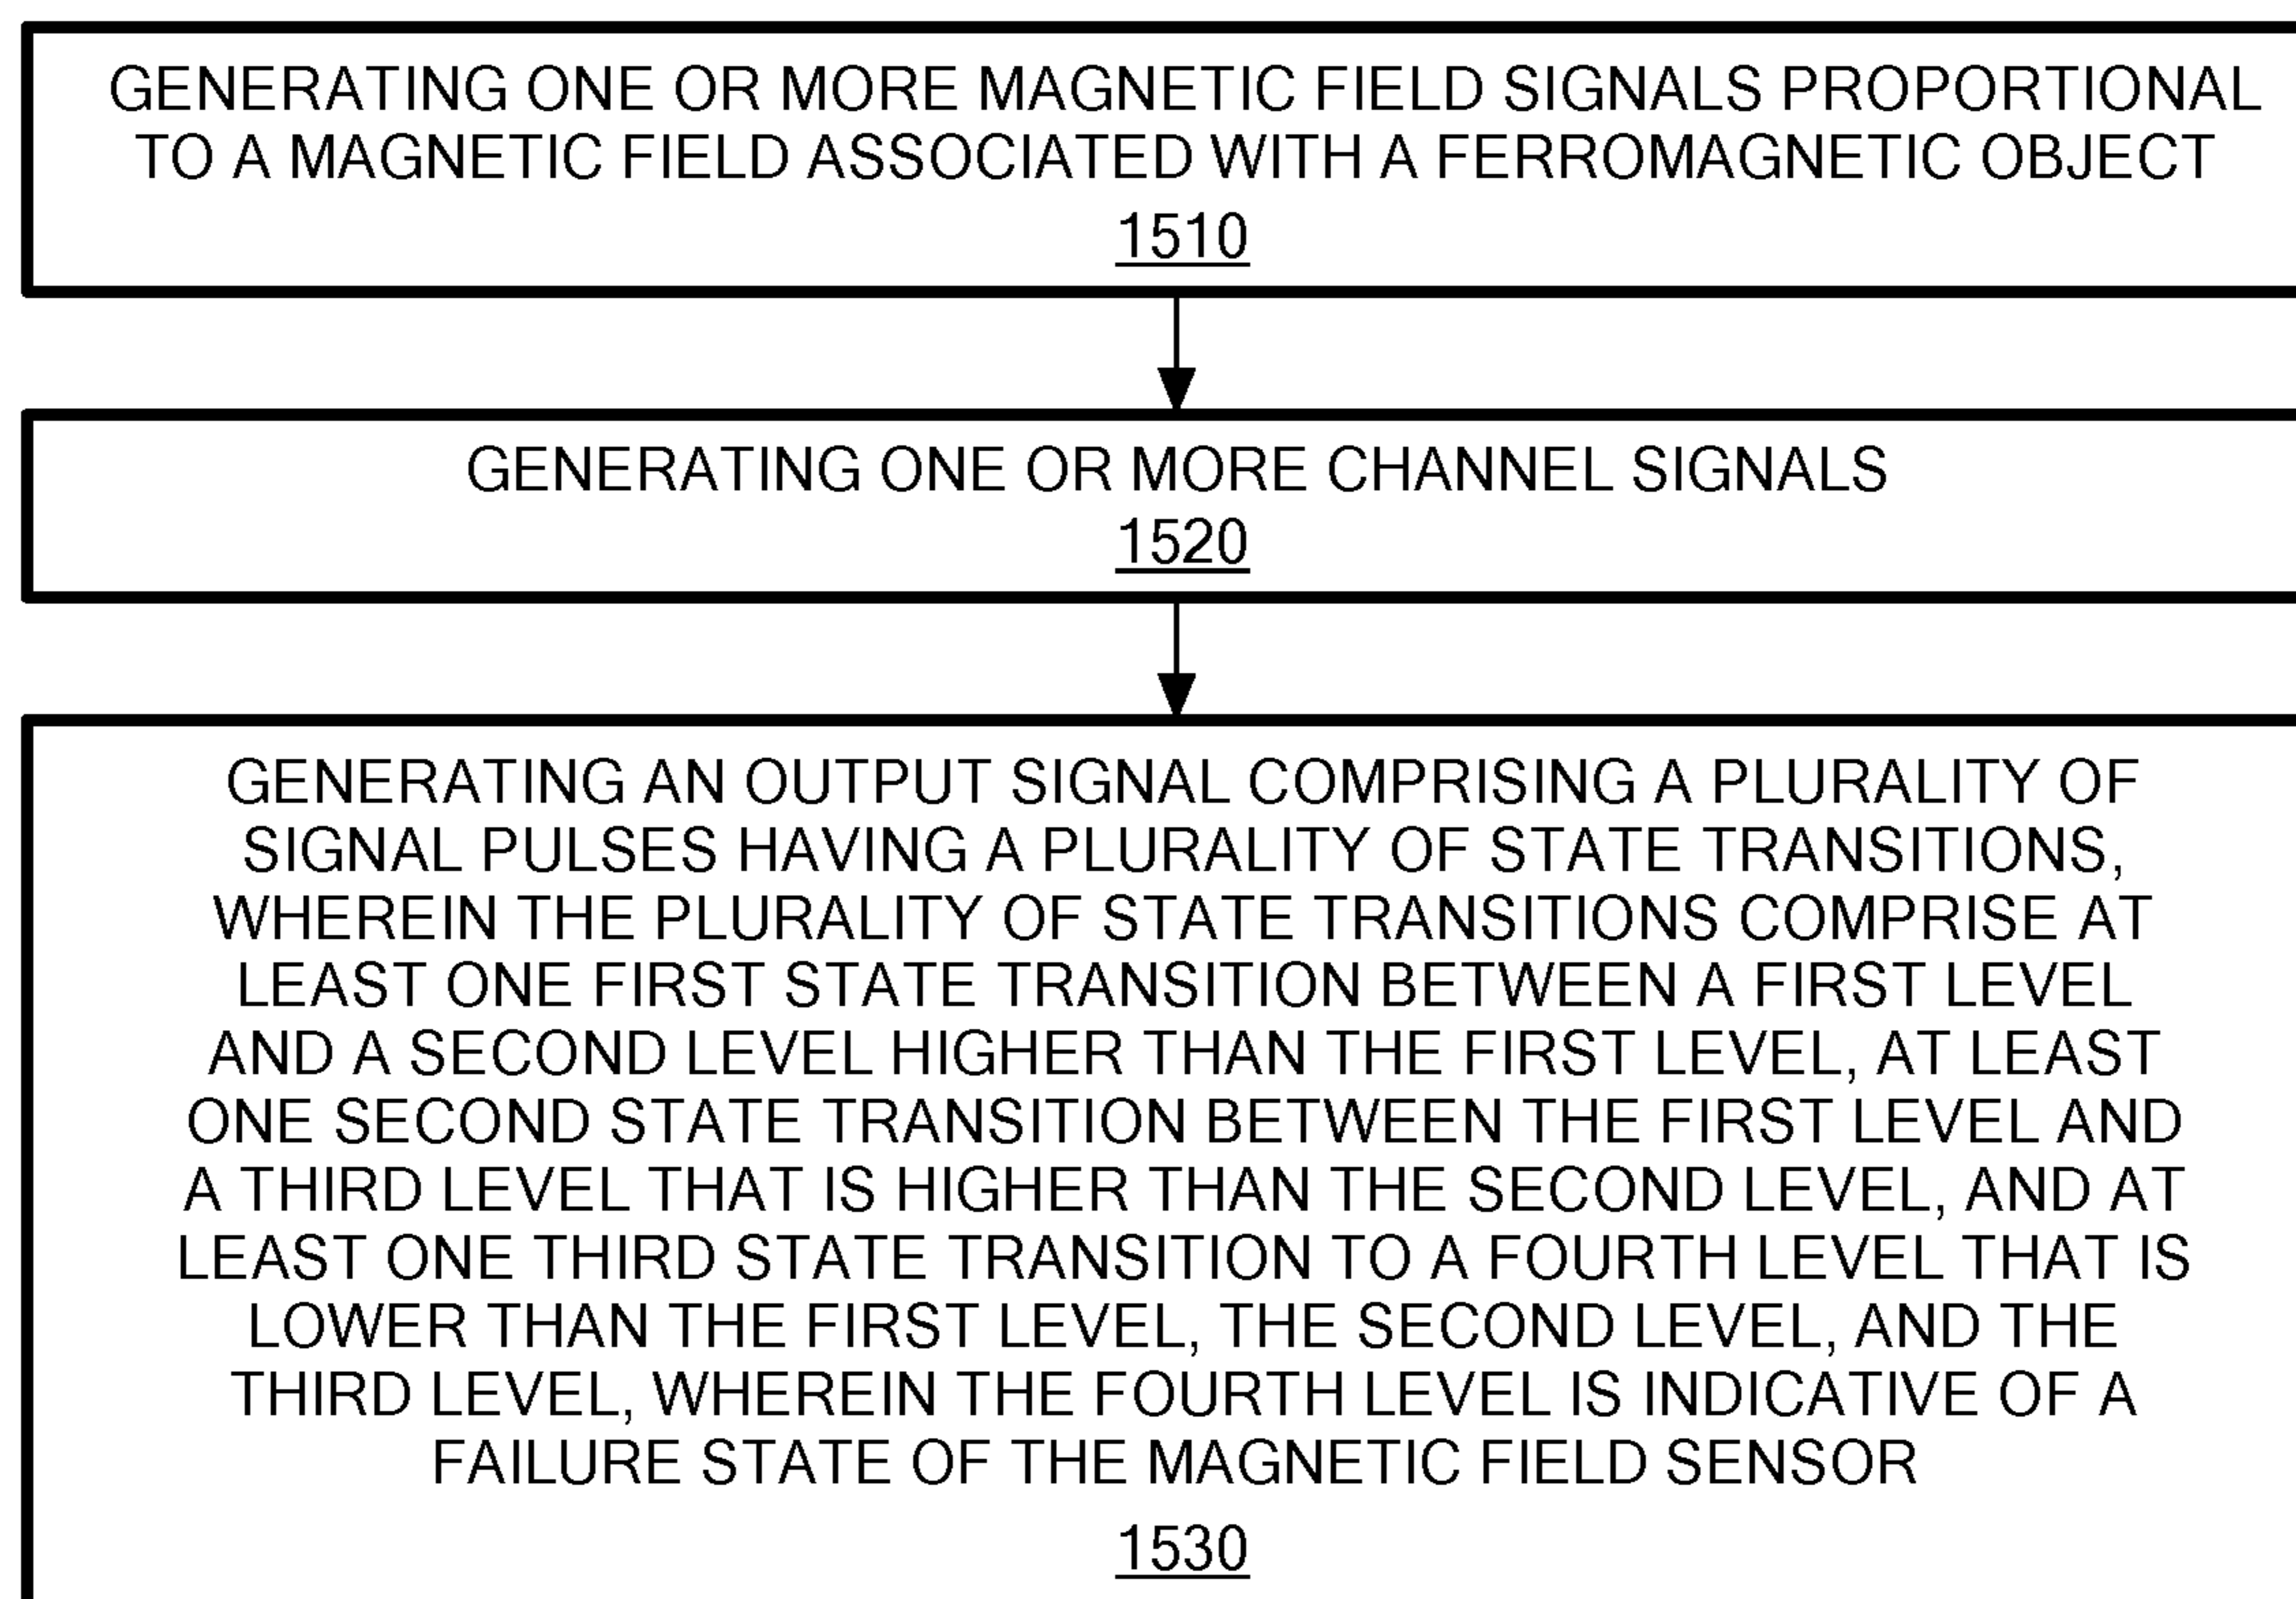 GENERATING ONE OR MORE MAGNETIC FIELD SIGNALS PROPORTIONAL
TO A MAGNETIC FIELD ASSOCIATED WITH A FERROMAGNETIC OBJECT
1510
GENERATING ONE OR MORE CHANNEL SIGNALS
1520
GENERATING AN OUTPUT SIGNAL COMPRISING A PLURALITY OF
SIGNAL PULSES HAVING A PLURALITY OF STATE TRANSITIONS,
WHEREIN THE PLURALITY OF STATE TRANSITIONS COMPRISE AT
LEAST ONE FIRST STATE TRANSITION BETWEEN A FIRST LEVEL
AND A SECOND LEVEL HIGHER THAN THE FIRST LEVEL, AT LEAST
ONE SECOND STATE TRANSITION BETWEEN THE FIRST LEVEL AND
A THIRD LEVEL THAT IS HIGHER THAN THE SECOND LEVEL, AND AT
LEAST ONE THIRD STATE TRANSITION TO A FOURTH LEVEL THAT IS
LOWER THAN THE FIRST LEVEL, THE SECOND LEVEL, AND THE
THIRD LEVEL, WHEREIN THE FOURTH LEVEL IS INDICATIVE OF A
FAILURE STATE OF THE MAGNETIC FIELD SENSOR
1530